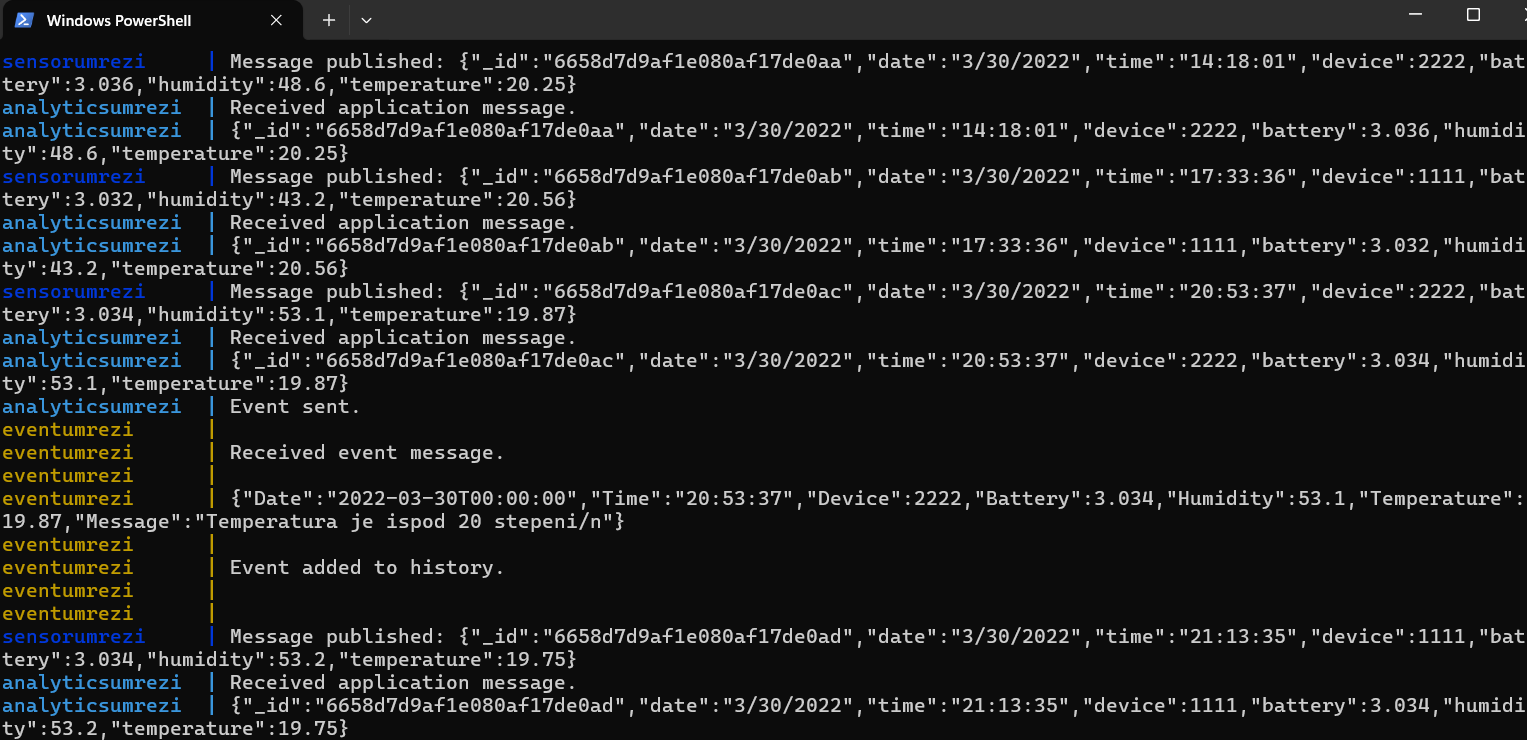 Windows PowerShell
sensorumrezi | Message published: {"_id":"6658d7d9af1e080af17de0aa","date":"3/30/2022","time":"14:18:01","device":2222,"bat
tery":3.036,"humidity":48.6,"temperature":20.25}
analyticsumrezi | Received application message.
analyticsumrezi | {"_id":"6658d7d9af1e080af17de0aa","date":"3/30/2022","time":"14:18:01","device":2222,"battery":3.036,"humidi
ty":48.6,"temperature":20.25}
sensorumrezi | Message published: {"_id":"6658d7d9af1e080af17de0ab","date":"3/30/2022","time":"17:33:36","device":1111,"bat
tery":3.032,"humidity":43.2,"temperature":20.56}
analyticsumrezi | Received application message.
analyticsumrezi | {"_id":"6658d7d9af1e080af17de0ab","date":"3/30/2022","time":"17:33:36","device":1111,"battery":3.032,"humidi
ty":43.2,"temperature":20.56}
sensorumrezi | Message published: {"_id":"6658d7d9af1e080af17de0ac","date":"3/30/2022","time":"20:53:37","device":2222,"bat
tery":3.034,"humidity":53.1,"temperature":19.87}
analyticsumrezi | Received application message.
analyticsumrezi | {"_id":"6658d7d9af1e080af17de0ac","date":"3/30/2022","time":"20:53:37","device":2222,"battery":3.034,"humidi
ty":53.1,"temperature":19.87}
analyticsumrezi | Event sent.
eventumrezi |
eventumrezi | Received event message.
eventumrezi |
eventumrezi | {"Date":"2022-03-30T00:00:00","Time":"20:53:37","Device":2222,"Battery":3.034,"Humidity":53.1,"Temperature":
19.87,"Message":"Temperatura je ispod 20 stepeni/n"}
eventumrezi |
eventumrezi | Event added to history.
eventumrezi |
eventumrezi |
sensorumrezi | Message published: {"_id":"6658d7d9af1e080af17de0ad","date":"3/30/2022","time":"21:13:35","device":1111,"bat
tery":3.034,"humidity":53.2,"temperature":19.75}
analyticsumrezi | Received application message.
analyticsumrezi | {"_id":"6658d7d9af1e080af17de0ad","date":"3/30/2022","time":"21:13:35","device":1111,"battery":3.034,"humidi
ty":53.2,"temperature":19.75}